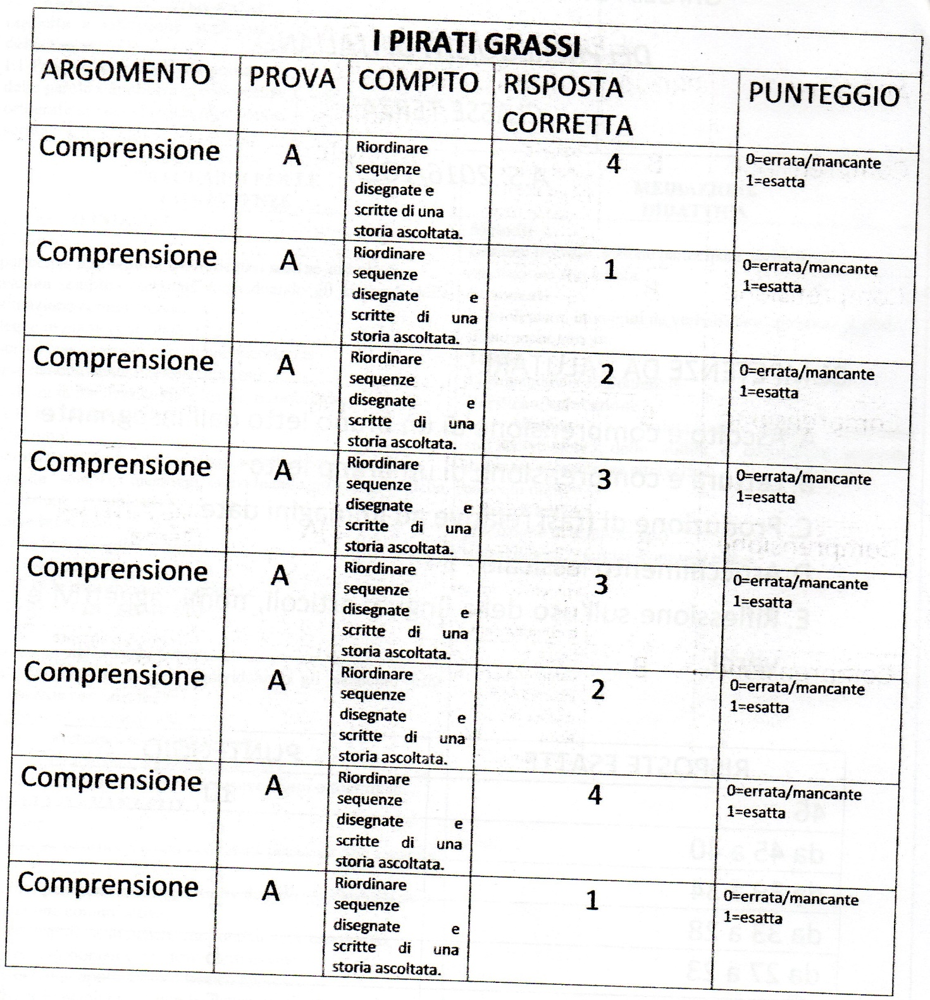 I PIRATI GRASSI
ARGOMENTO PROVA COMPITO RISPOSTA CORRETTA PUNTEGGIO
Comprensione A Riordinare sequenze disegnate e scritte di una storia ascoltata. 4 0=errata/mancante 1=esatta
Comprensione A Riordinare sequenze disegnate e scritte di una storia ascoltata. 1 0=errata/mancante 1=esatta
Comprensione A Riordinare sequenze disegnate e scritte di una storia ascoltata. 2 0=errata/mancante 1=esatta
Comprensione A Riordinare sequenze disegnate e scritte di una storia ascoltata. 3 0=errata/mancante 1=esatta
Comprensione A Riordinare sequenze disegnate e scritte di una storia ascoltata. 3 0=errata/mancante 1=esatta
Comprensione A Riordinare sequenze disegnate e scritte di una storia ascoltata. 2 0=errata/mancante 1=esatta
Comprensione A Riordinare sequenze disegnate e scritte di una storia ascoltata. 4 0=errata/mancante 1=esatta
Comprensione A Riordinare sequenze disegnate e scritte di una storia ascoltata. 1 0=errata/mancante 1=esatta